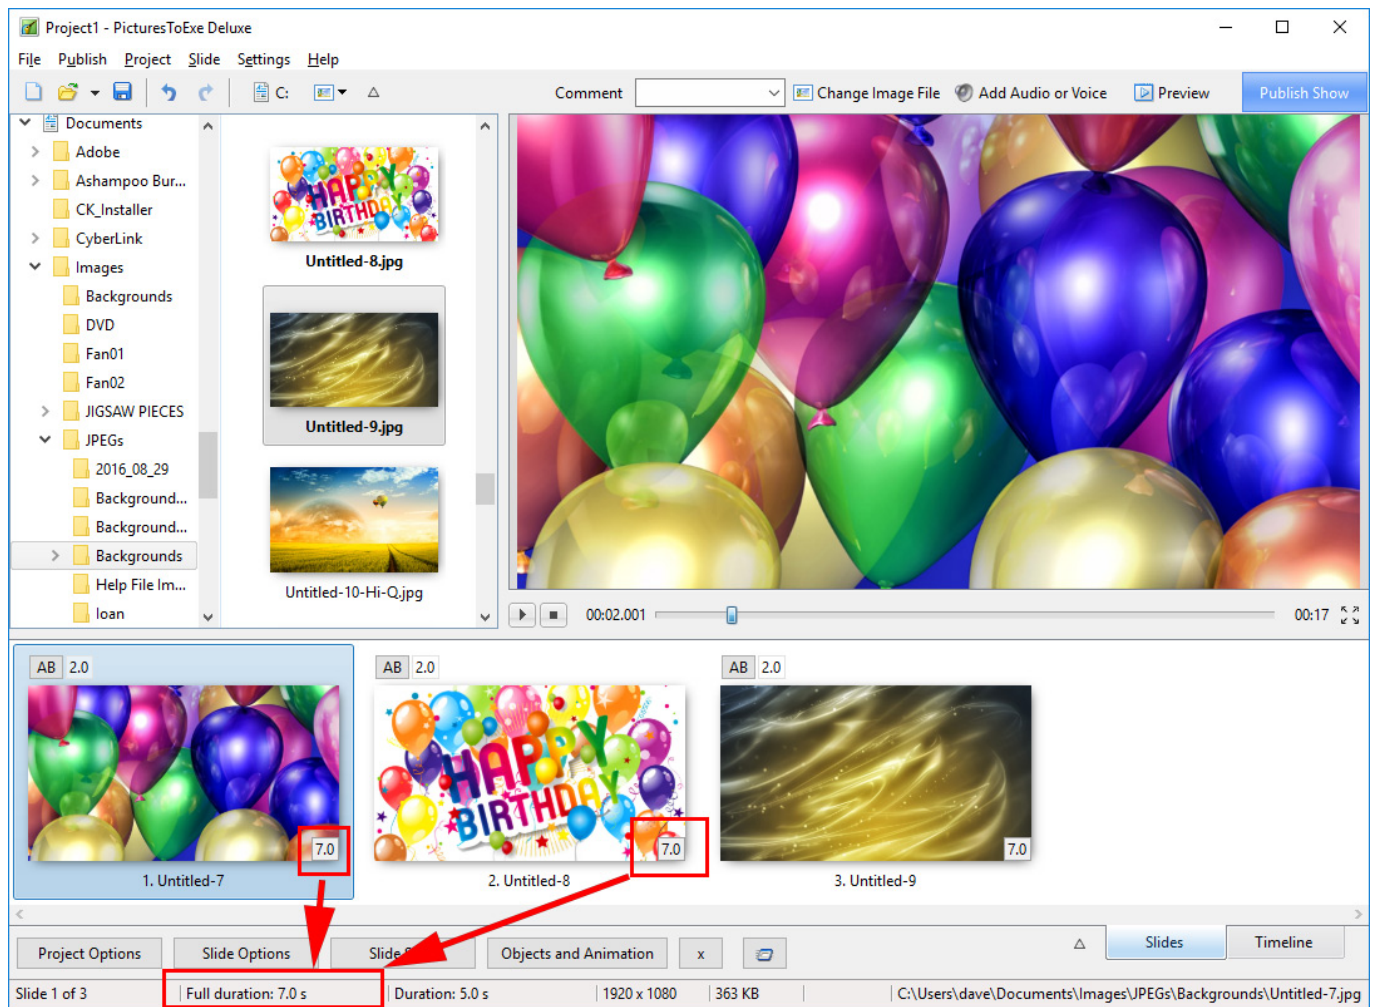 Project1 - PicturesToExe Deluxe
File Publish Project Slide Settings Help
C:
Comment
Change Image File
Add Audio or Voice
Preview
Publish Show
Documents
Adobe
Ashampoo Bur...
CK_Installer
CyberLink
Images
Backgrounds
DVD
Fan01
Fan02
JIGSAW PIECES
JPEGs
2016_08_29
Background...
Background...
Backgrounds
Help File Im...
Ioan
HAPPY
BIRTHDAY
Untitled-8.jpg
Untitled-9.jpg
Untitled-10-Hi-Q.jpg
00:02.001
00:17
AB 2.0
AB 2.0
AB 2.0
HAPPY
BIRTHDAY
7.0
7.0
7.0
1. Untitled-7
2. Untitled-8
3. Untitled-9
Project Options
Slide Options
Slide
Objects and Animation
x
Slides
Timeline
Slide 1 of 3
Full duration: 7.0 s
Duration: 5.0 s
1920 x 1080
363 KB
C:\Users\dave\Documents\Images\JPEGs\Backgrounds\Untitled-7.jpg